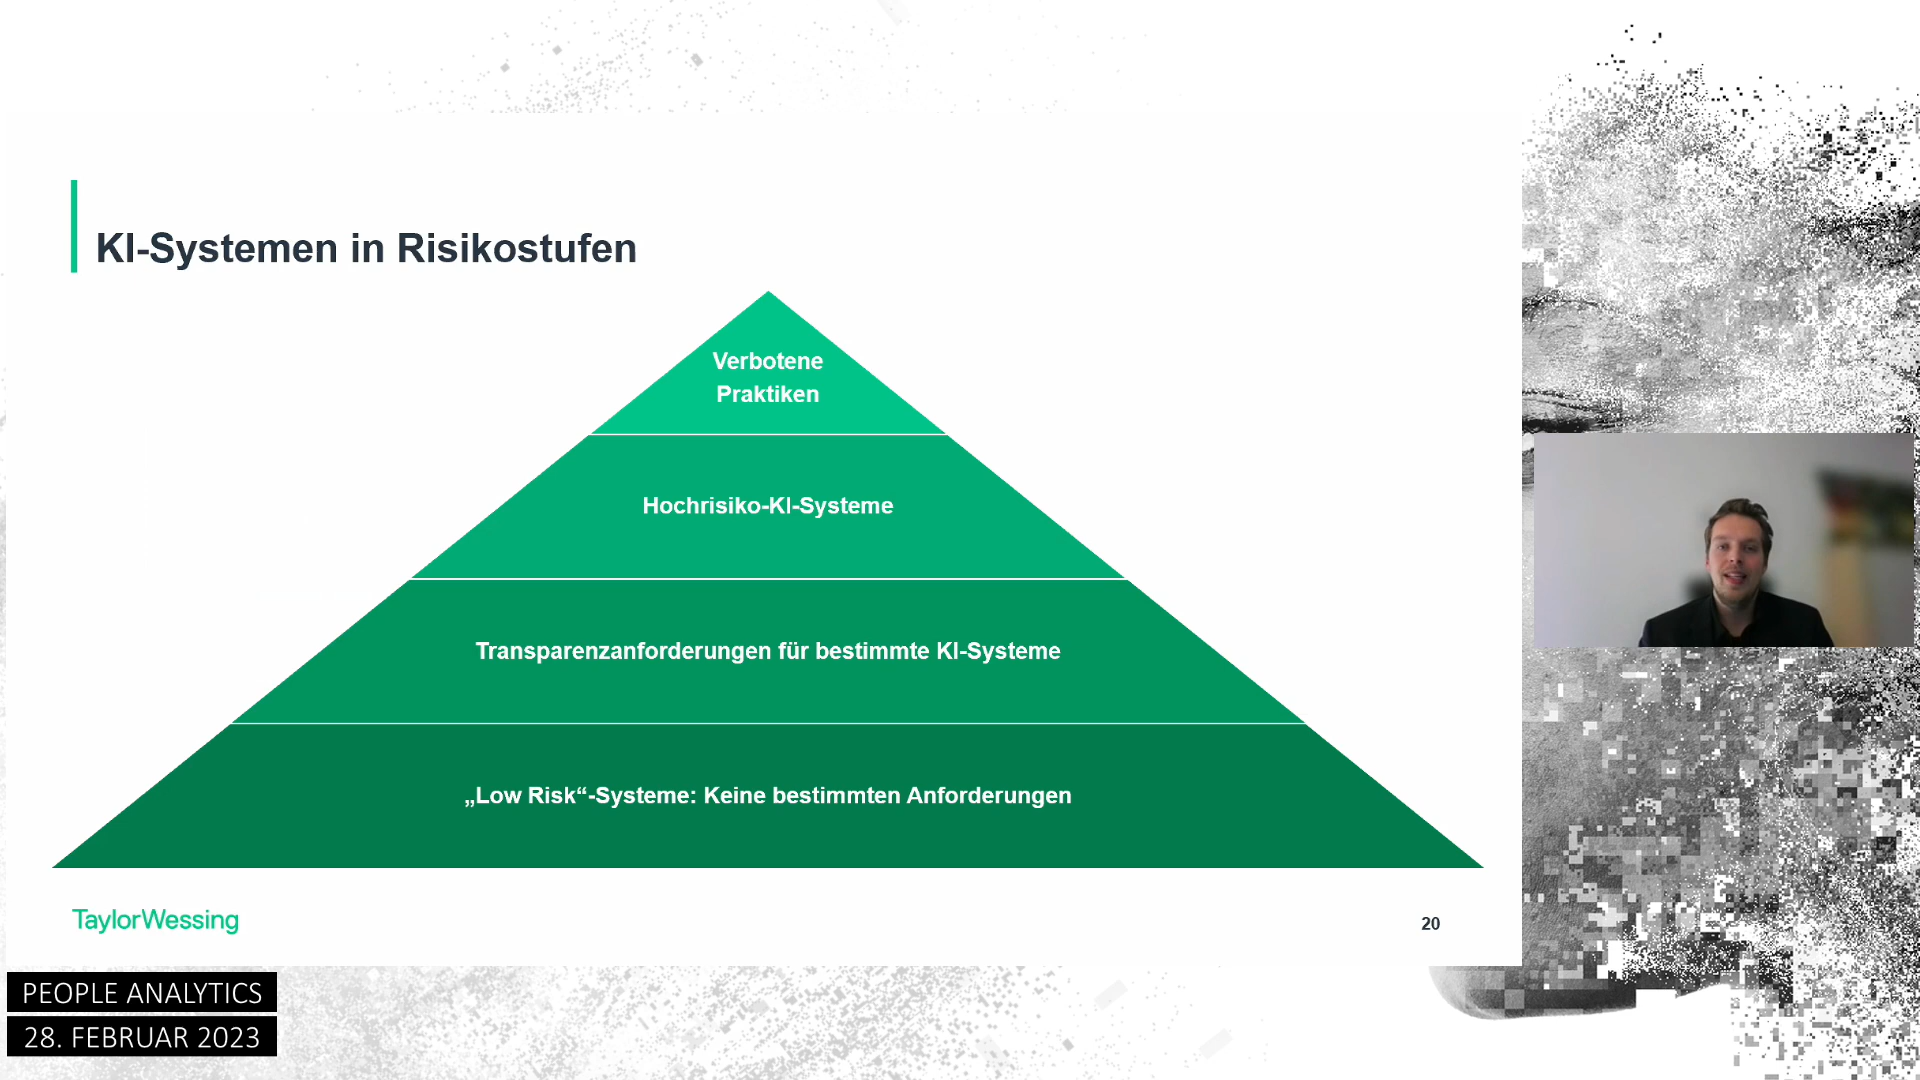 KI-Systemen in Risikostufen
Verbotene
Praktiken
Hochrisiko-KI-Systeme
Transparenzanforderungen für bestimmte KI-Systeme
„Low Risk“-Systeme: Keine bestimmten Anforderungen
TaylorWessing
20
PEOPLE ANALYTICS
28. FEBRUAR 2023